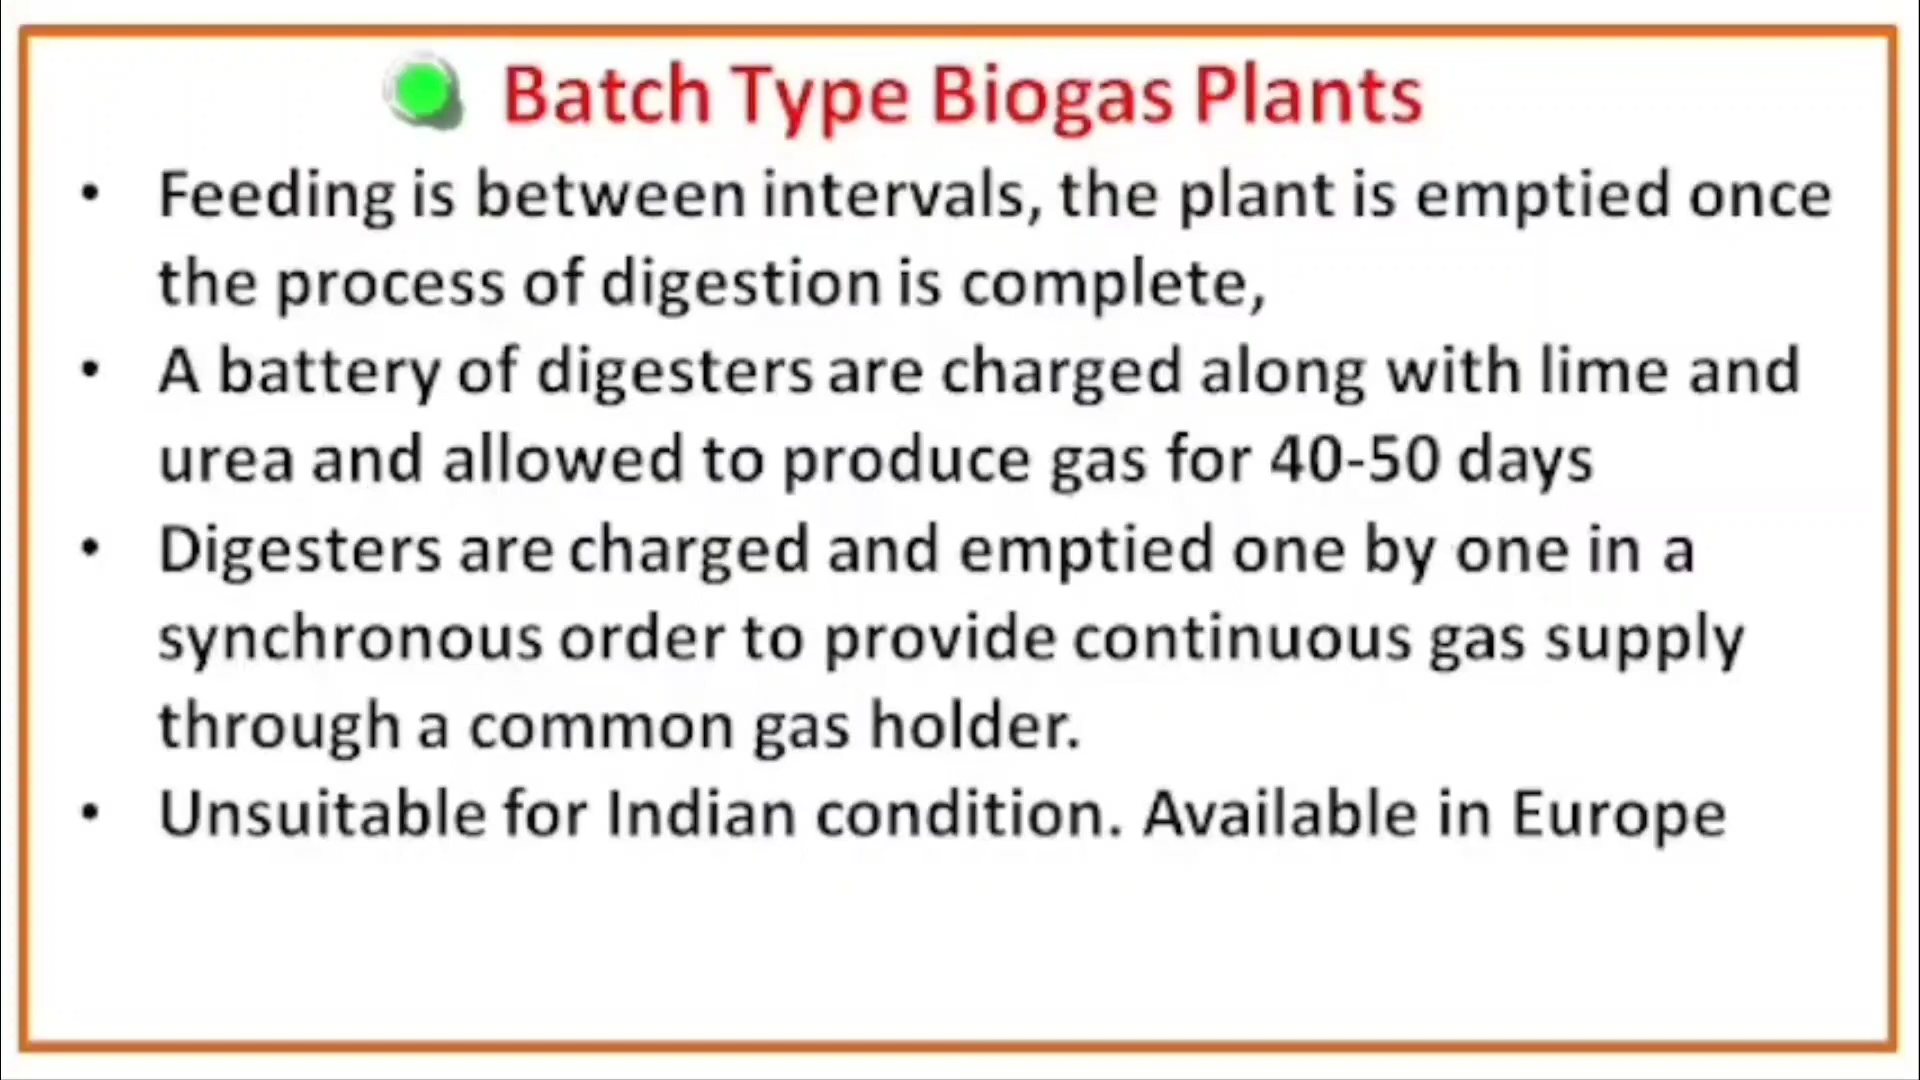 Batch Type Biogas Plants
• Feeding is between intervals, the plant is emptied once
the process of digestion is complete,
• A battery of digesters are charged along with lime and
urea and allowed to produce gas for 40-50 days
• Digesters are charged and emptied one by one in a
synchronous order to provide continuous gas supply
through a common gas holder.
• Unsuitable for Indian condition. Available in Europe